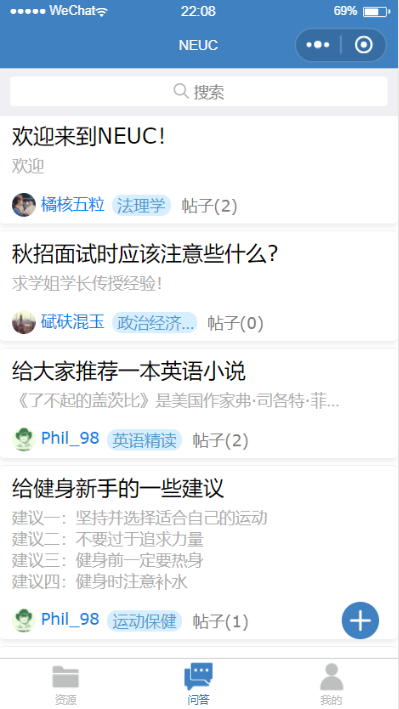 WeChat 22:08 69%
NEUC
搜索
欢迎来到NEUC!
欢迎
橘核五粒 法理学 帖子(2)
秋招面试时应该注意些什么?
求学姐学长传授经验!
碔砆混玉 政治经济... 帖子(0)
给大家推荐一本英语小说
《了不起的盖茨比》是美国作家弗·司各特·菲...
Phil_98 英语精读 帖子(2)
给健身新手的一些建议
建议一：坚持并选择适合自己的运动
建议二：不要过于追求力量
建议三：健身前一定要热身
建议四：健身时注意补水
Phil_98 运动保健 帖子(1)
资源 问答 我的